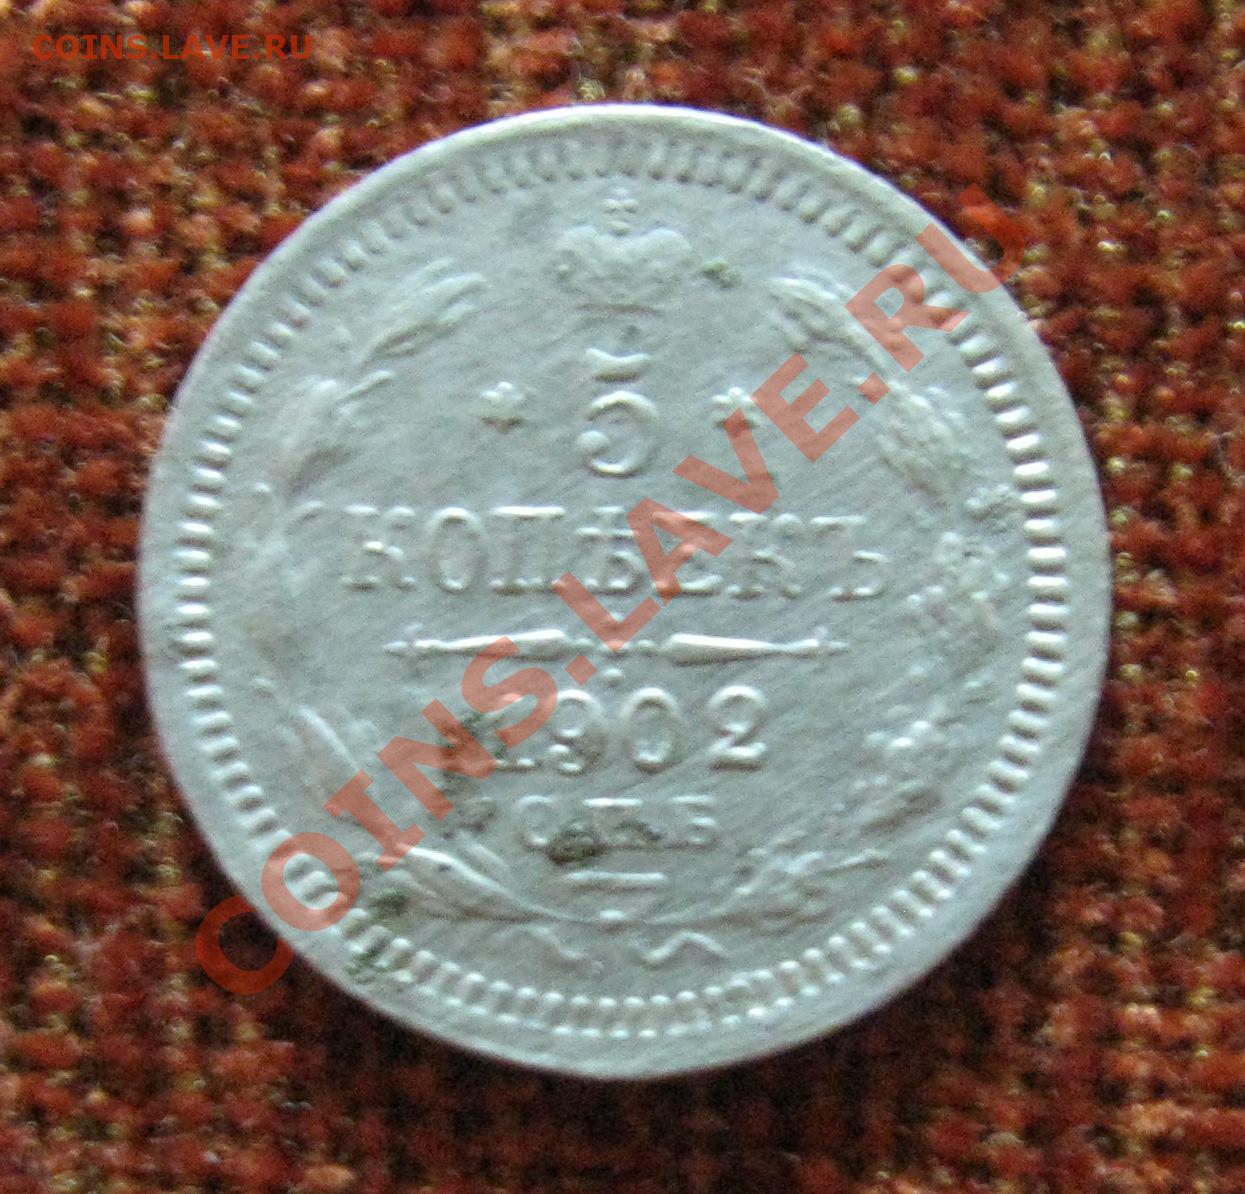 COINS.LAVE.RU
5
КОПѢЕКЪ
1902
СПБ
COINS.LAVE.RU